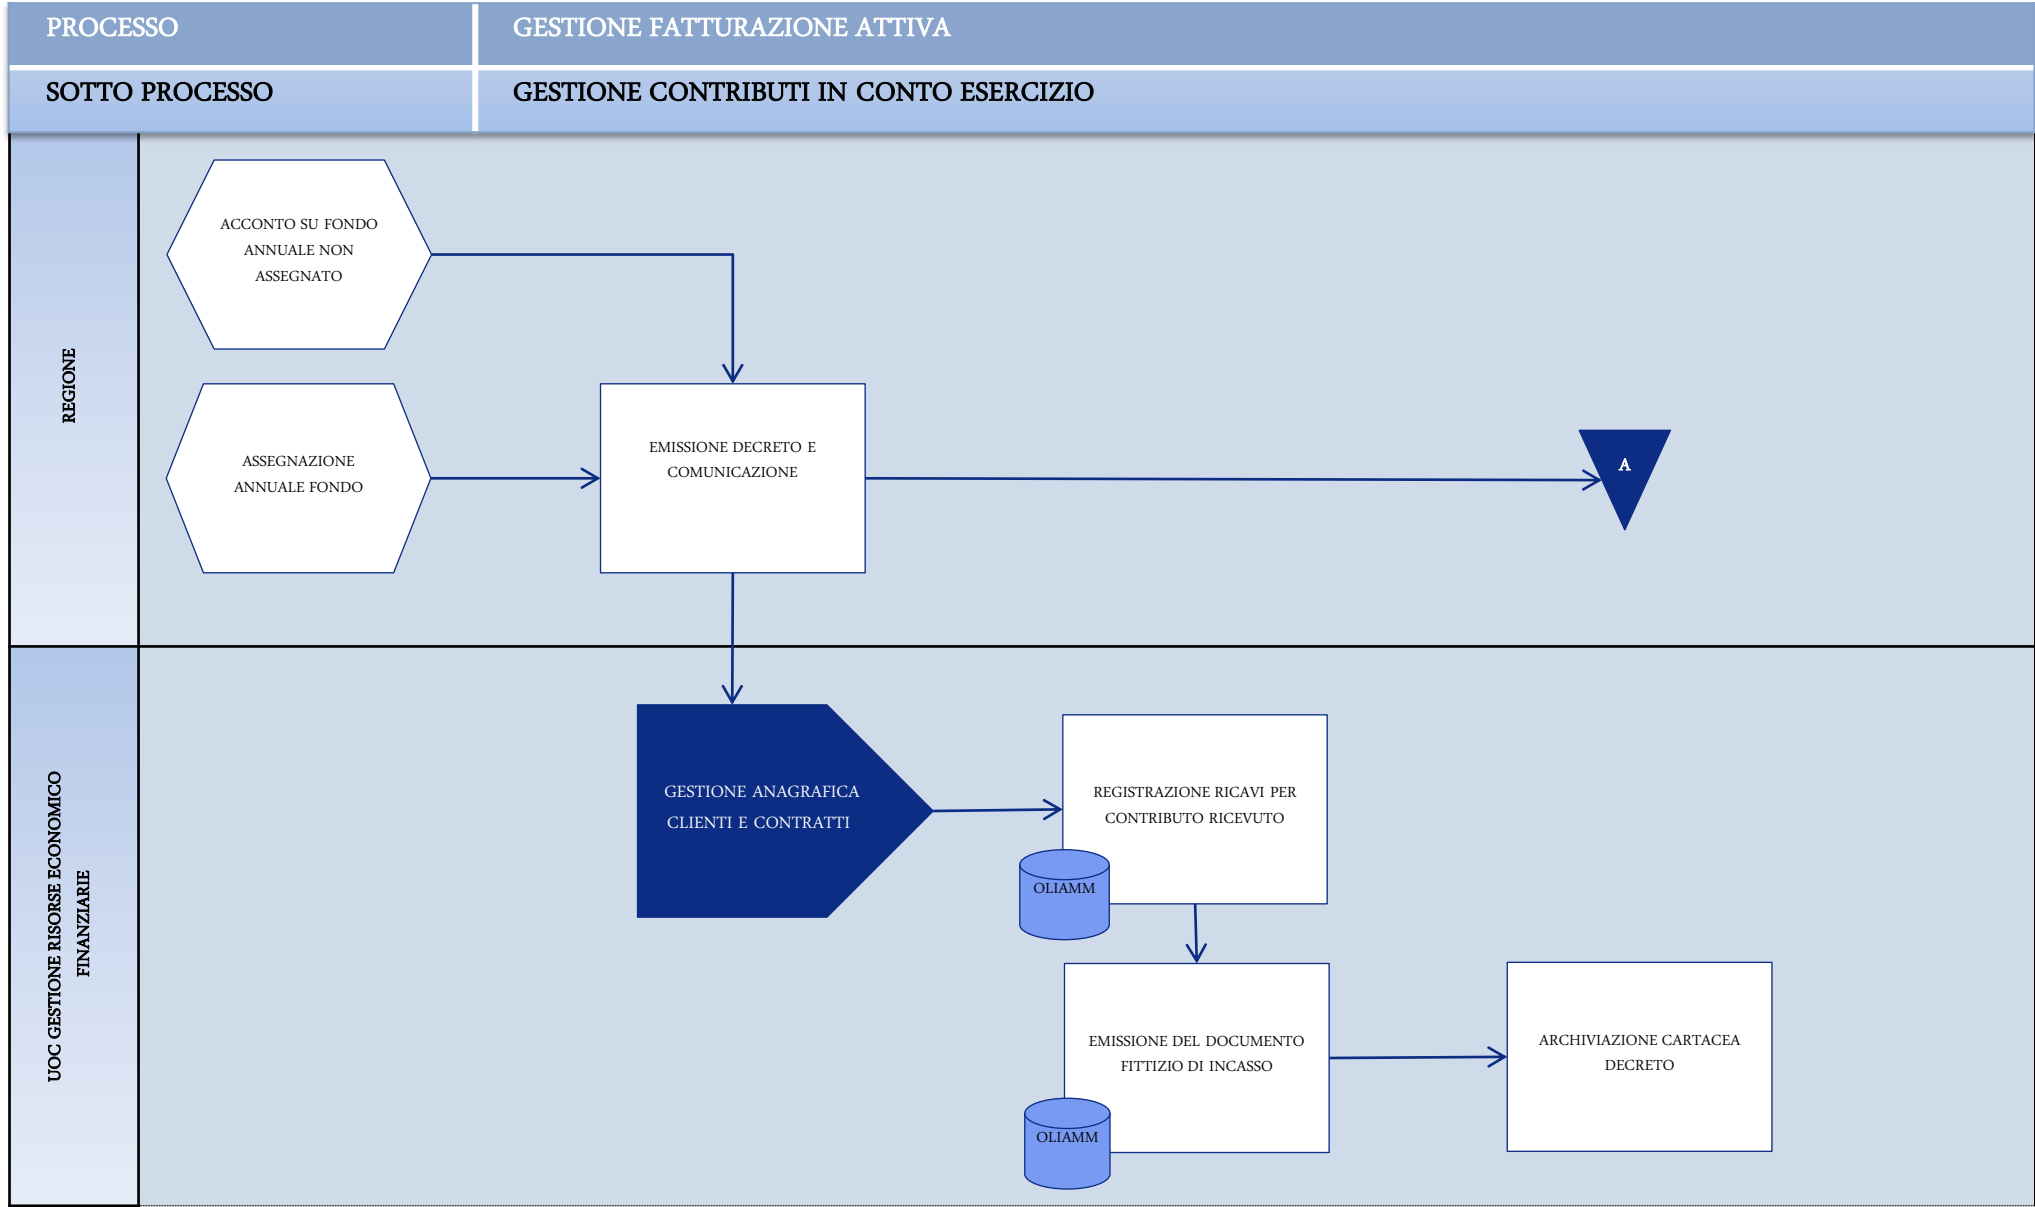 PROCESSO
GESTIONE FATTURAZIONE ATTIVA
SOTTO PROCESSO
GESTIONE CONTRIBUTI IN CONTO ESERCIZIO
REGIONE
ACCONTO SU FONDO
ANNUALE NON
ASSEGNATO
ASSEGNAZIONE
ANNUALE FONDO
EMISSIONE DECRETO E
COMUNICAZIONE
A
UOC GESTIONE RISORSE ECONOMICO
FINANZIARIE
GESTIONE ANAGRAFICA
CLIENTI E CONTRATTI
REGISTRAZIONE RICAVI PER
CONTRIBUTO RICEVUTO
OLIAMM
EMISSIONE DEL DOCUMENTO
FITTIZIO DI INCASSO
OLIAMM
ARCHIVIAZIONE CARTACEA
DECRETO